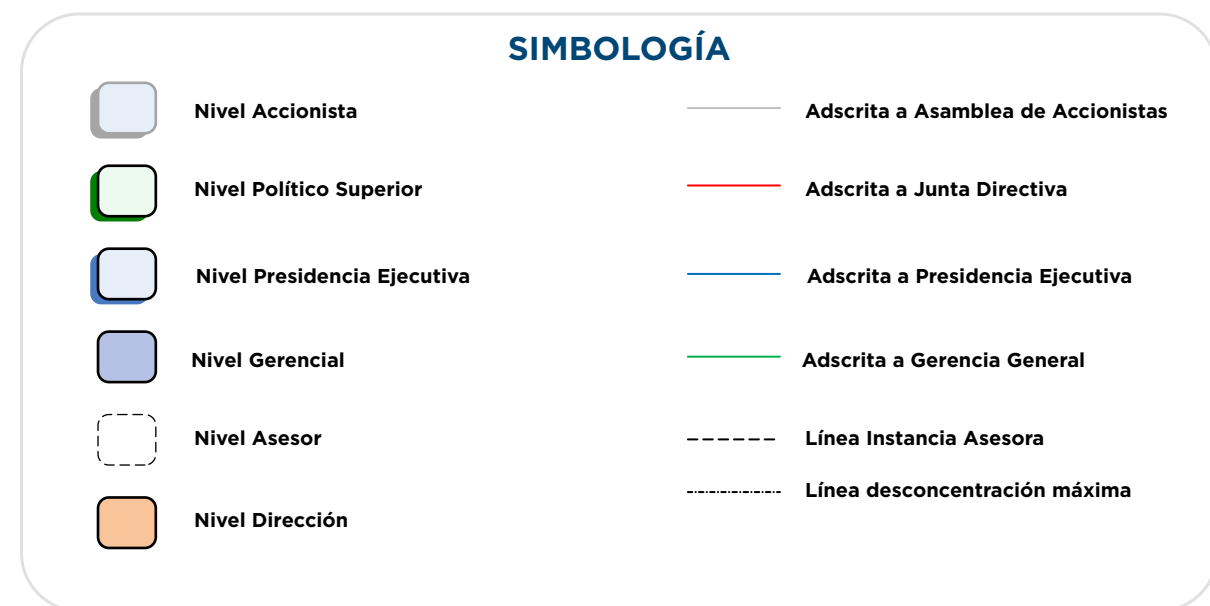 SIMBOLOGÍA
Nivel Accionista
Adscrita a Asamblea de Accionistas
Nivel Político Superior
Adscrita a Junta Directiva
Nivel Presidencia Ejecutiva
Adscrita a Presidencia Ejecutiva
Nivel Gerencial
Adscrita a Gerencia General
Nivel Asesor
Línea Instancia Asesora
Línea desconcentración máxima
Nivel Dirección